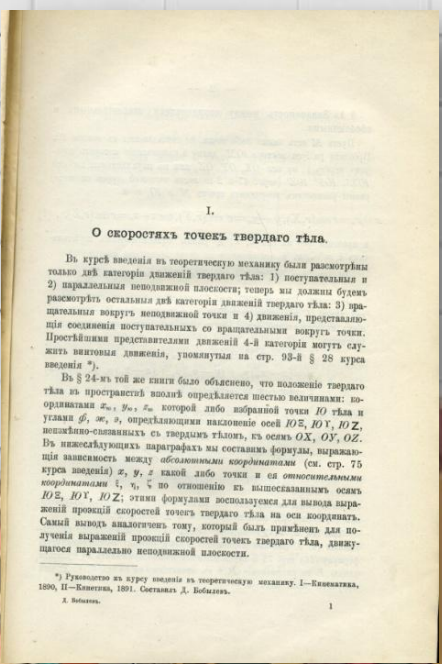 I.
О скоростяхъ точекъ твердаго тѣла.
Въ курсѣ введенія въ теоретическую механику были разсмотрѣны
только двѣ категоріи движеній твердаго тѣла: 1) поступательныя и
2) параллельныя неподвижной плоскости; теперь мы должны будемъ
разсмотрѣть остальныя двѣ категоріи движеній твердаго тѣла: 3) вра-
щательныя вокругъ неподвижной точки и 4) движенія, представляю-
щія соединенія поступательныхъ со вращательными вокругъ точки.
Простѣйшими представителями движеній 4-й категоріи могутъ слу-
жить винтовыя движенія, упомянутыя на стр. 93-й § 28 курса
введенія *).
Въ § 24-мъ той же книги было объяснено, что положеніе твердаго
тѣла въ пространствѣ вполнѣ опредѣляется шестью величинами: ко-
ординатами xю, yю, zю которой либо избранной точки Ю тѣла и
углами ф, ж, э, опредѣляющими наклоненіе осей ЮΞ, ЮΥ, ЮZ,
неизмѣнно-связанныхъ съ твердымъ тѣломъ, къ осямъ OX, OY, OZ.
Въ нижеслѣдующихъ параграфахъ мы составимъ формулы, выражаю-
щія зависимость между абсолютными координатами (см. стр. 75
курса введенія) x, y, z какой либо точки и ея относительными
координатами ξ, η, ζ по отношенію къ вышесказаннымъ осямъ
ЮΞ, ЮΥ, ЮZ; этими формулами воспользуемся для вывода выра-
женій проэкцій скоростей точекъ твердаго тѣла на оси координатъ.
Самый выводъ аналогиченъ тому, который былъ примѣненъ для по-
лученія выраженій проэкцій скоростей точекъ твердаго тѣла, движу-
щагося параллельно неподвижной плоскости.
*) Руководство къ курсу введенія въ теоретическую механику. I—Кинематика,
1890, II—Кинетика, 1891. Составилъ Д. Бобылевъ.
Д. Бобылевъ.
1